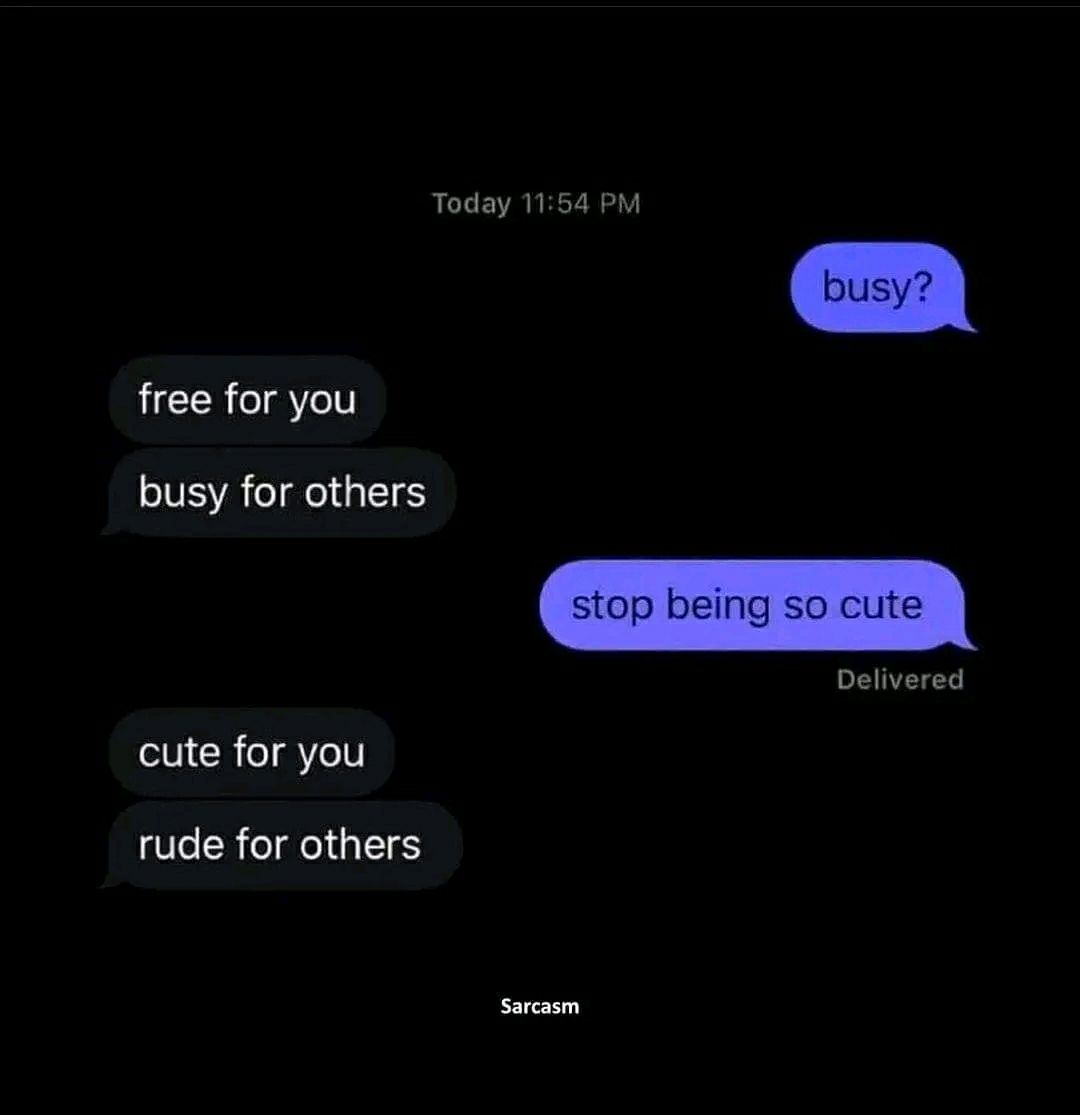 Today 11:54 PM
busy?
free for you
busy for others
stop being so cute
Delivered
cute for you
rude for others
Sarcasm